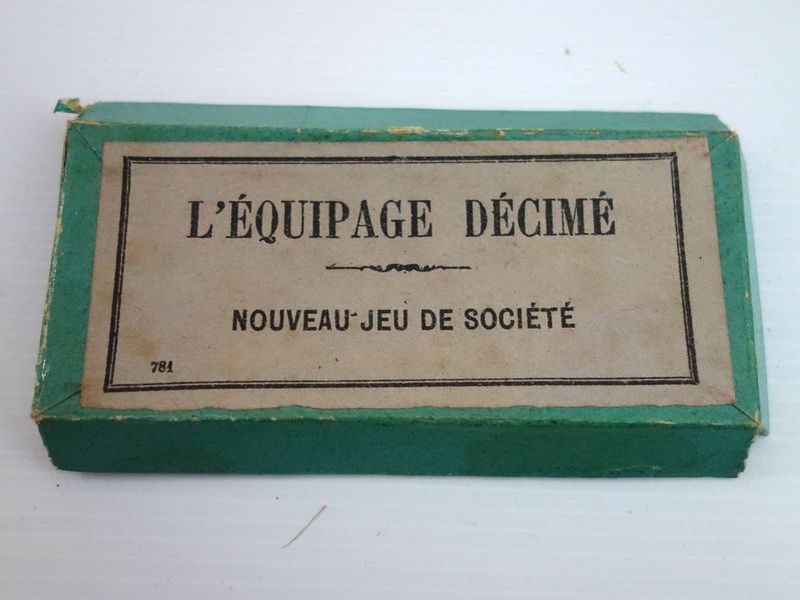 L'ÉQUIPAGE DÉCIMÉ
NOUVEAU JEU DE SOCIÉTÉ
781